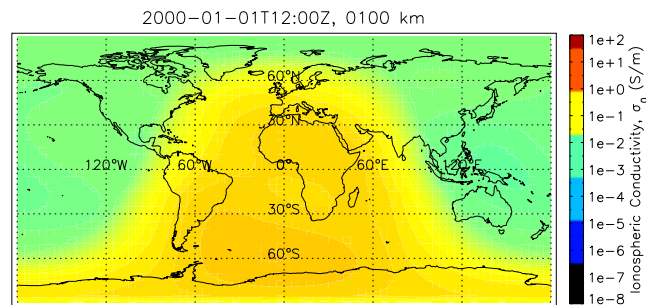 2000-01-01T12:00Z, 0100 km
60°N
30°N
120°W 60°W 0° 60°E 120°E
30°S
60°S
1e+2
1e+1
1e+0
1e-1
1e-2
1e-3
1e-4
1e-5
1e-6
1e-7
1e-8
Ionospheric Conductivity, σ₀ (S/m)